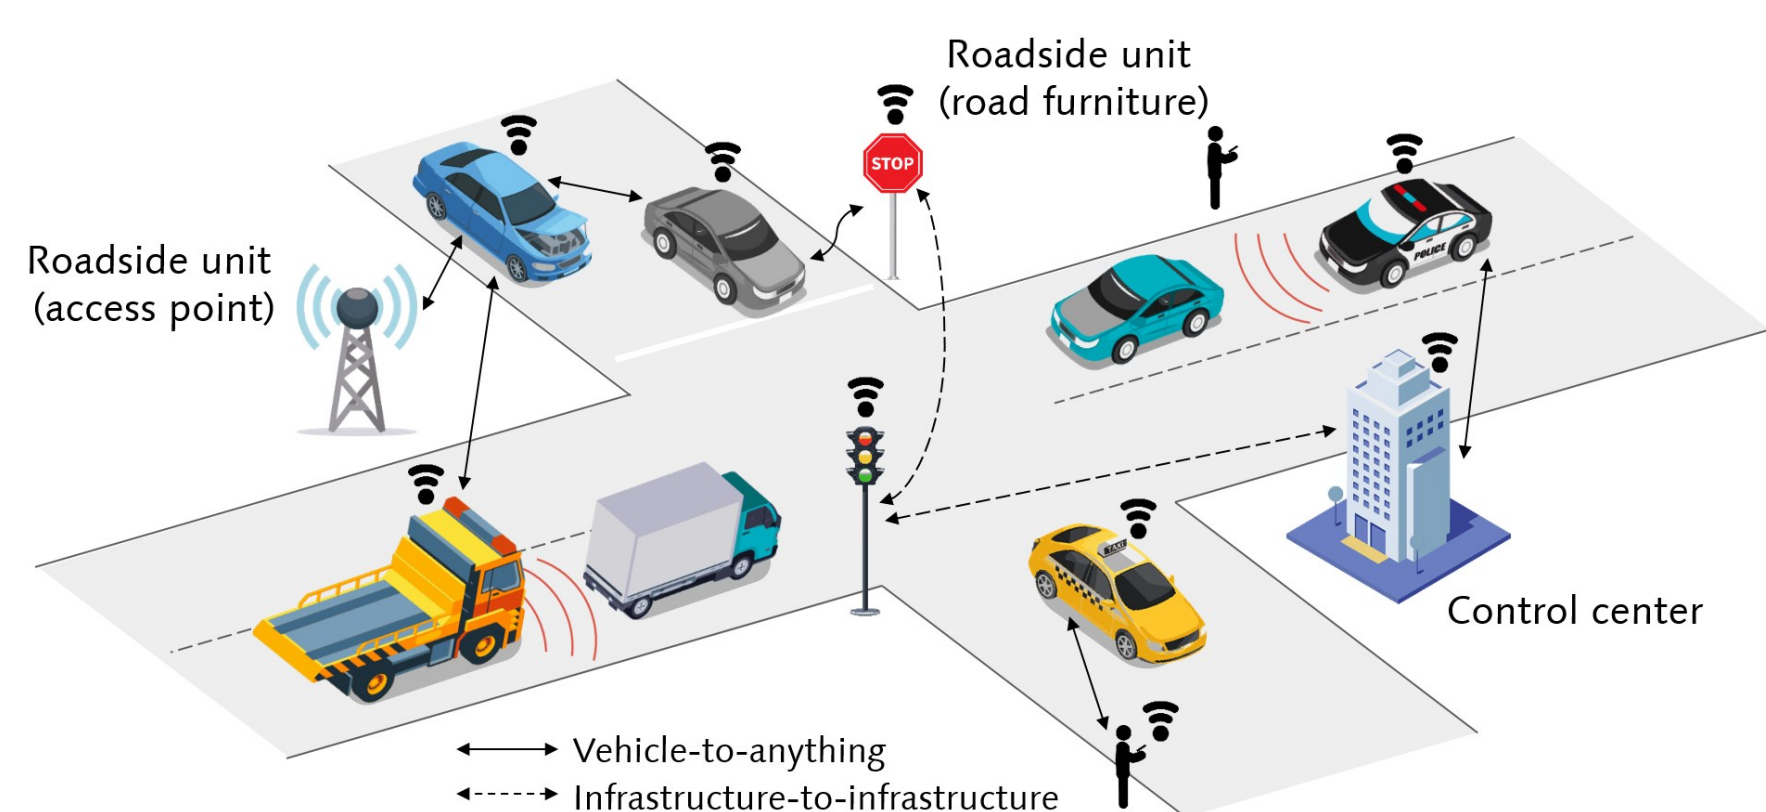 Roadside unit
(road furniture)
STOP
Roadside unit
(access point)
POLICE
TAXI
Control center
Vehicle-to-anything
Infrastructure-to-infrastructure